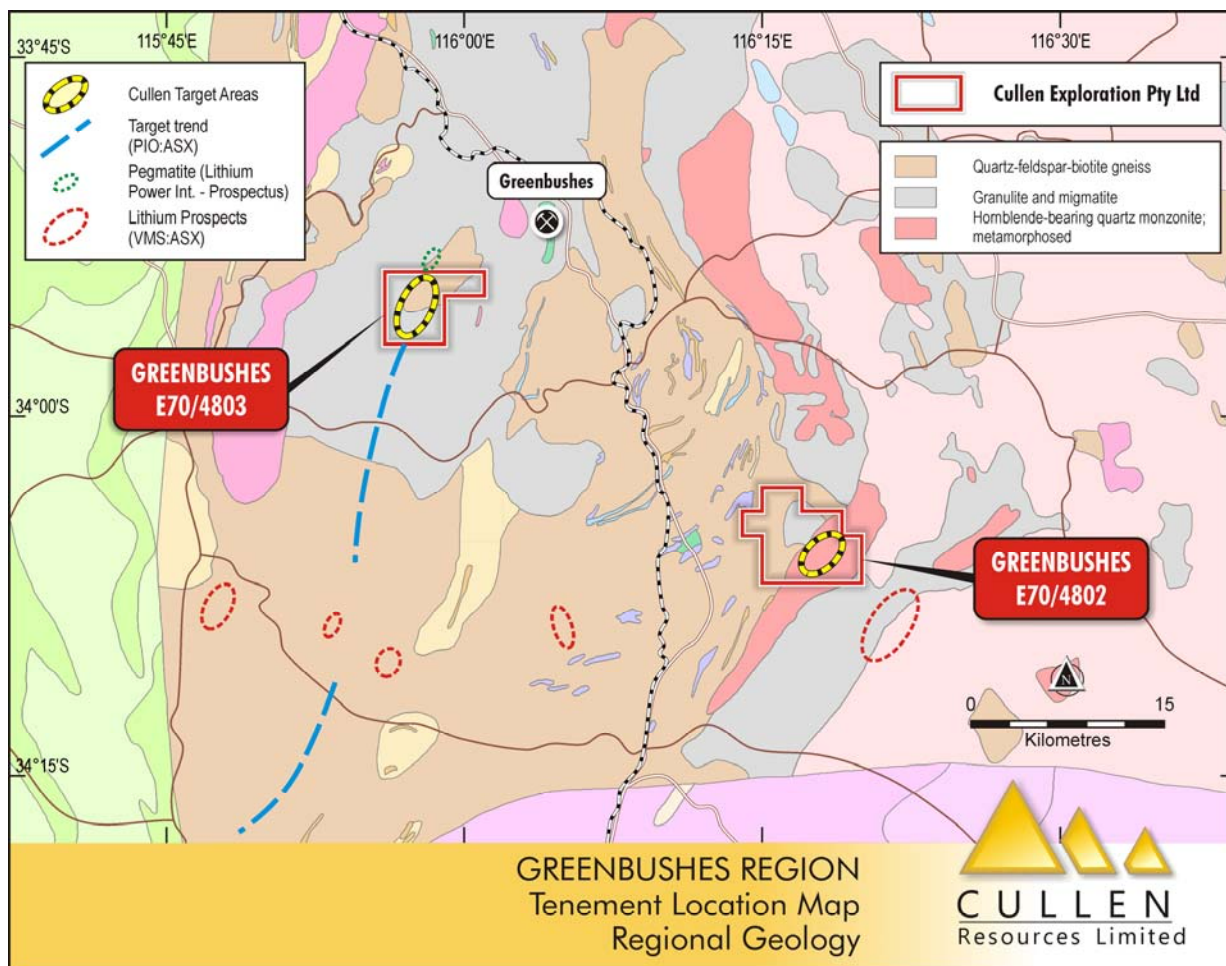 33°45'S
115°45'E
116°00'E
116°15'E
116°30'E
Cullen Target Areas
Target trend
(PIO:ASX)
Pegmatite (Lithium
Power Int. - Prospectus)
Lithium Prospects
(VMS:ASX)
Cullen Exploration Pty Ltd
Quartz-feldspar-biotite gneiss
Granulite and migmatite
Hornblende-bearing quartz monzonite;
metamorphosed
Greenbushes
GREENBUSHES
E70/4803
34°00'S
GREENBUSHES
E70/4802
N
0 15
Kilometres
34°15'S
GREENBUSHES REGION
Tenement Location Map
Regional Geology
CULLEN
Resources Limited